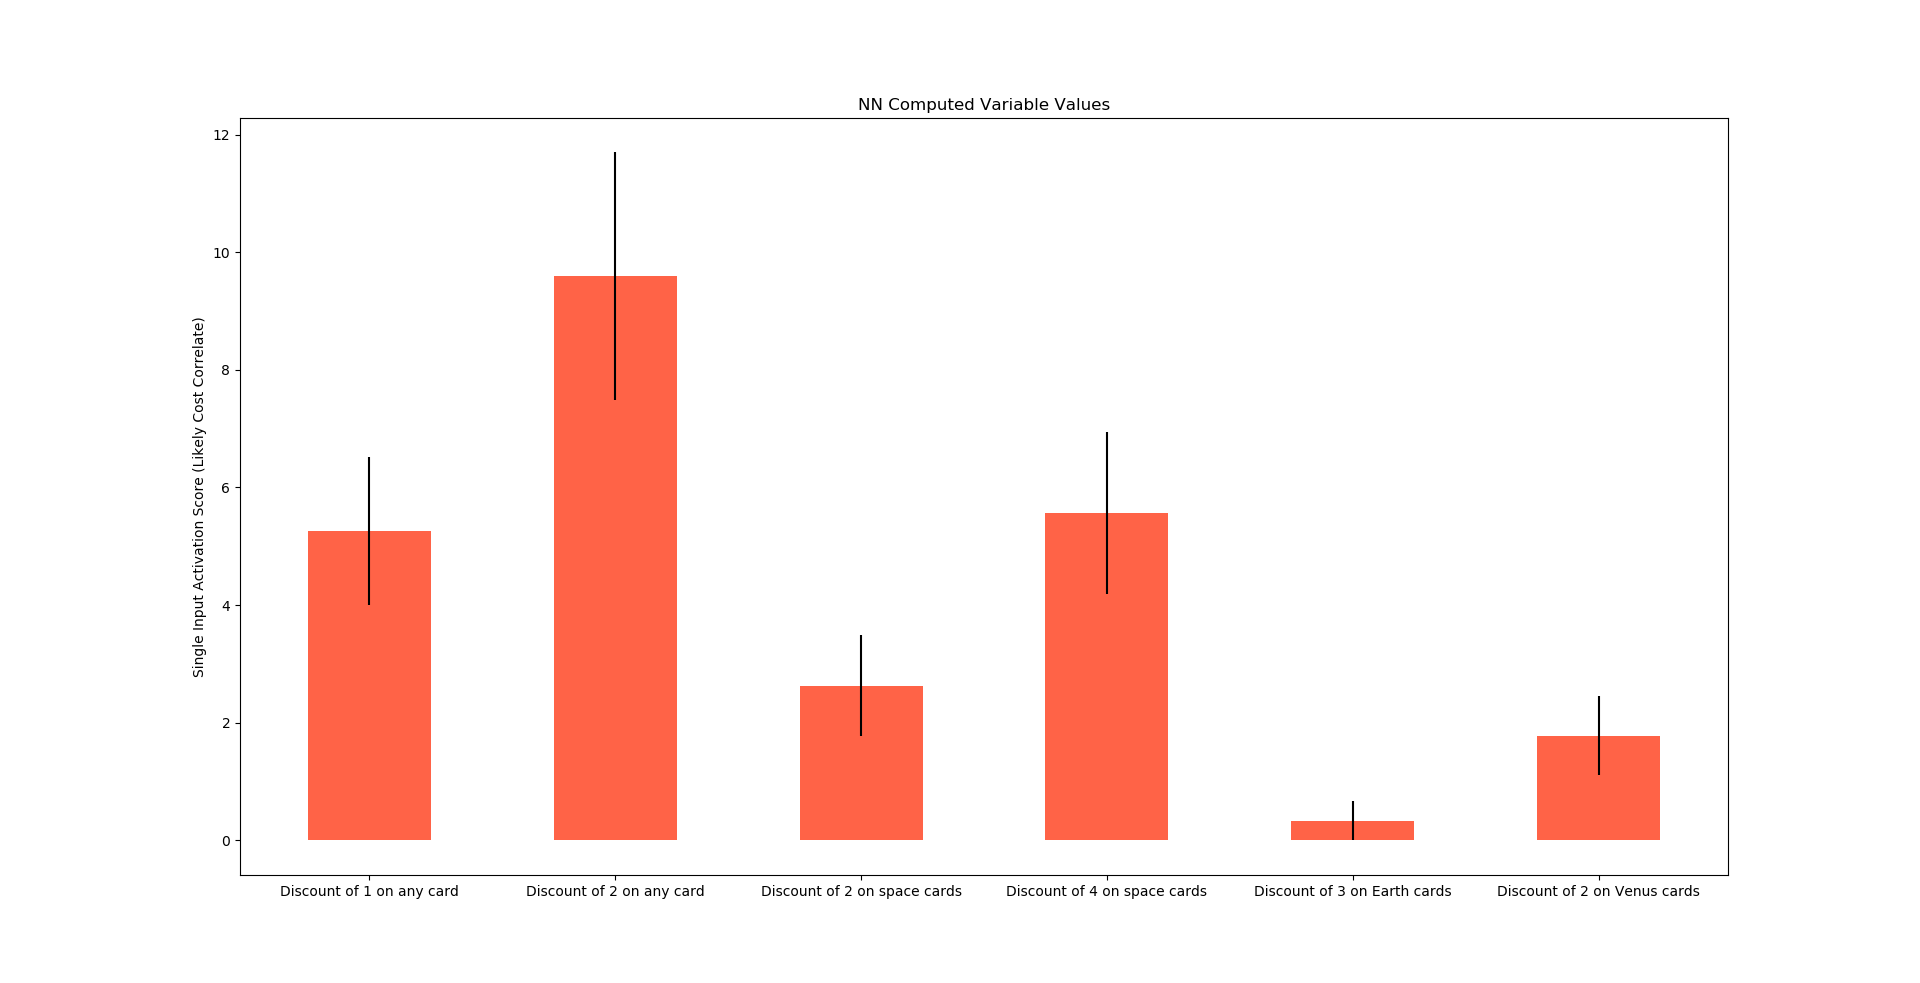 NN Computed Variable Values
Single Input Activation Score (Likely Cost Correlate)
12
10
8
6
4
2
0
Discount of 1 on any card
Discount of 2 on any card
Discount of 2 on space cards
Discount of 4 on space cards
Discount of 3 on Earth cards
Discount of 2 on Venus cards